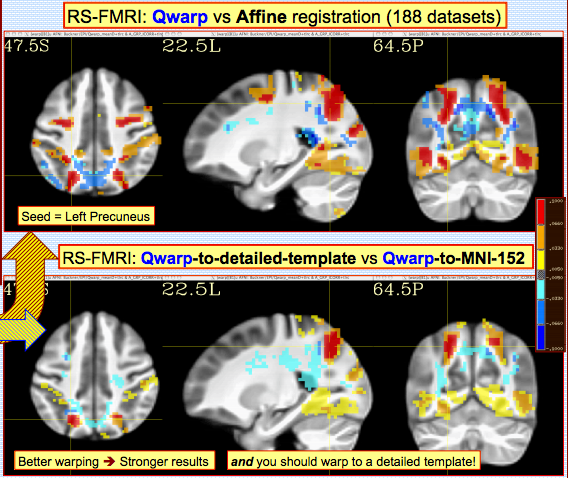 RS-FMRI: Qwarp vs Affine registration (188 datasets)
47.5S
22.5L
64.5P
Seed = Left Precuneus
RS-FMRI: Qwarp-to-detailed-template vs Qwarp-to-MNI-152
22.5L
64.5P
Better warping ➔ Stronger results
and you should warp to a detailed template!